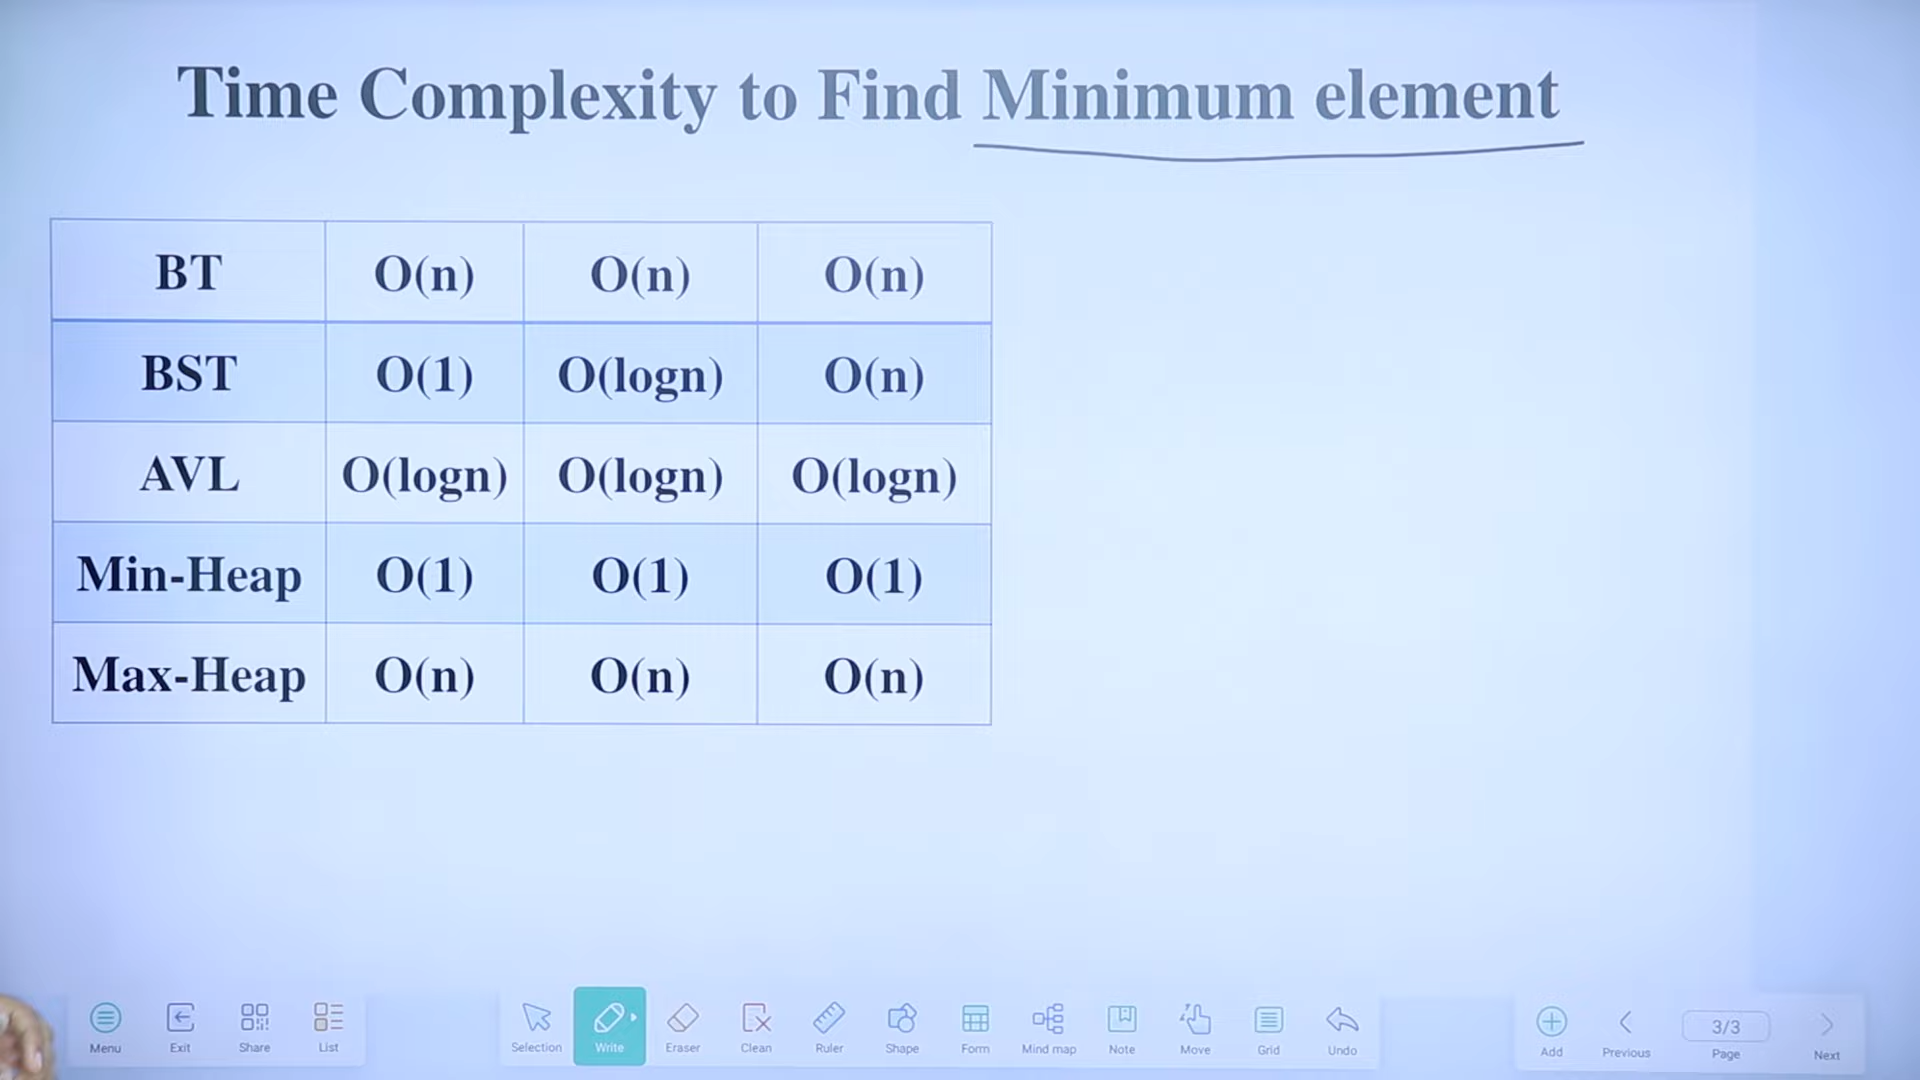 Time Complexity to Find Minimum element
BT O(n) O(n) O(n)
BST O(1) O(logn) O(n)
AVL O(logn) O(logn) O(logn)
Min-Heap O(1) O(1) O(1)
Max-Heap O(n) O(n) O(n)
Menu Exit Share List Selection Write Eraser Clean Ruler Shape Form Mind map Note Move Grid Undo Add Previous 3/3 Page Next